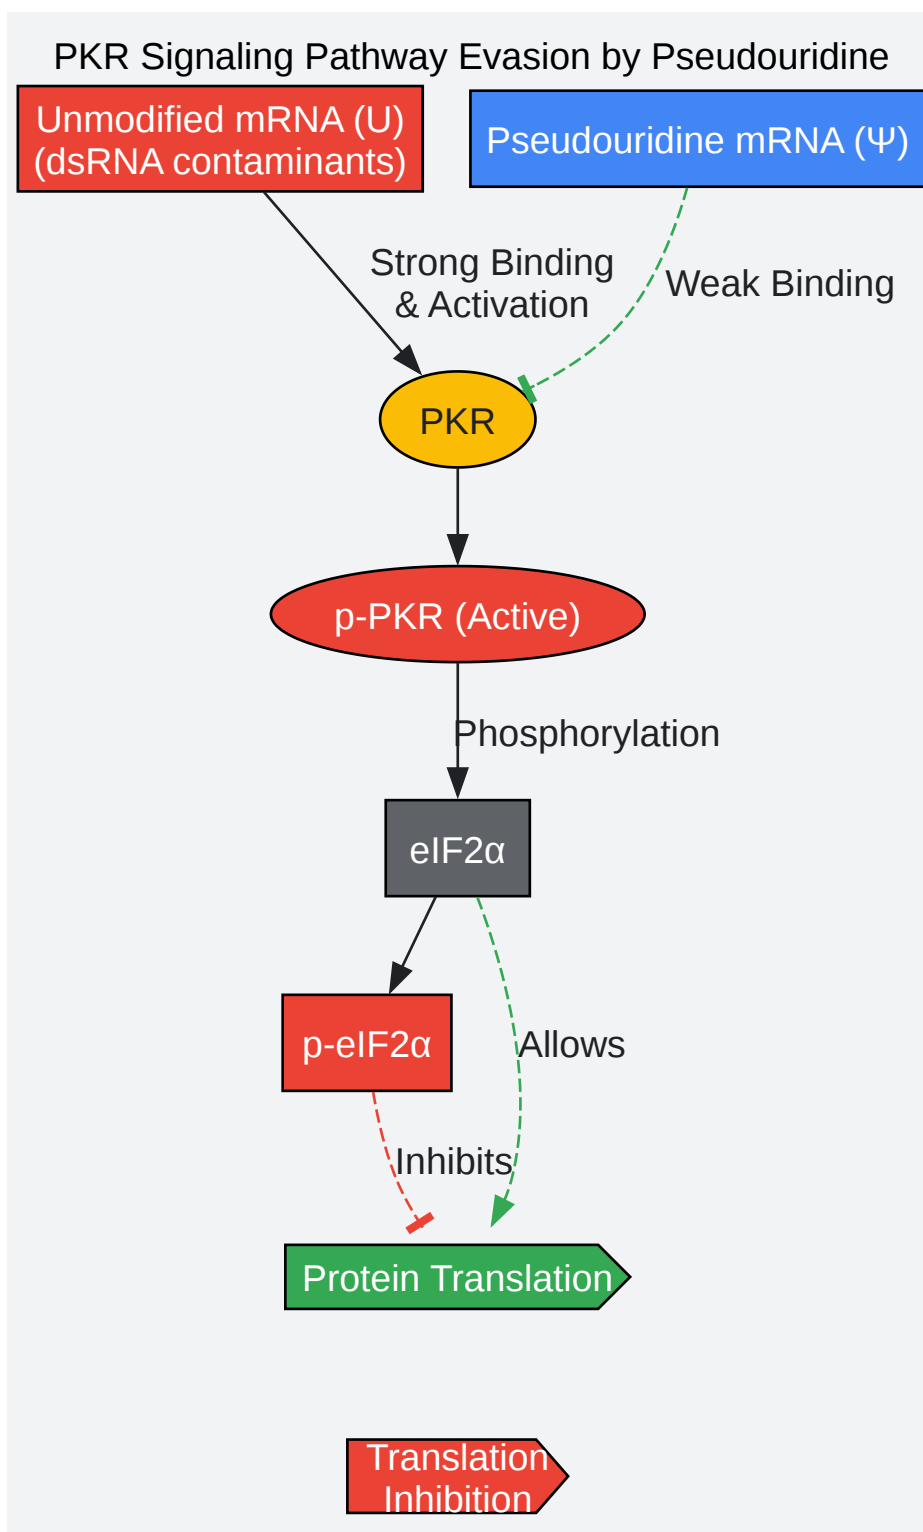 PKR Signaling Pathway Evasion by Pseudouridine
Unmodified mRNA (U)
(dsRNA contaminants)
Pseudouridine mRNA (Ψ)
Strong Binding
& Activation
Weak Binding
PKR
p-PKR (Active)
Phosphorylation
eIF2α
p-eIF2α
Allows
Inhibits
Protein Translation
Translation
Inhibition